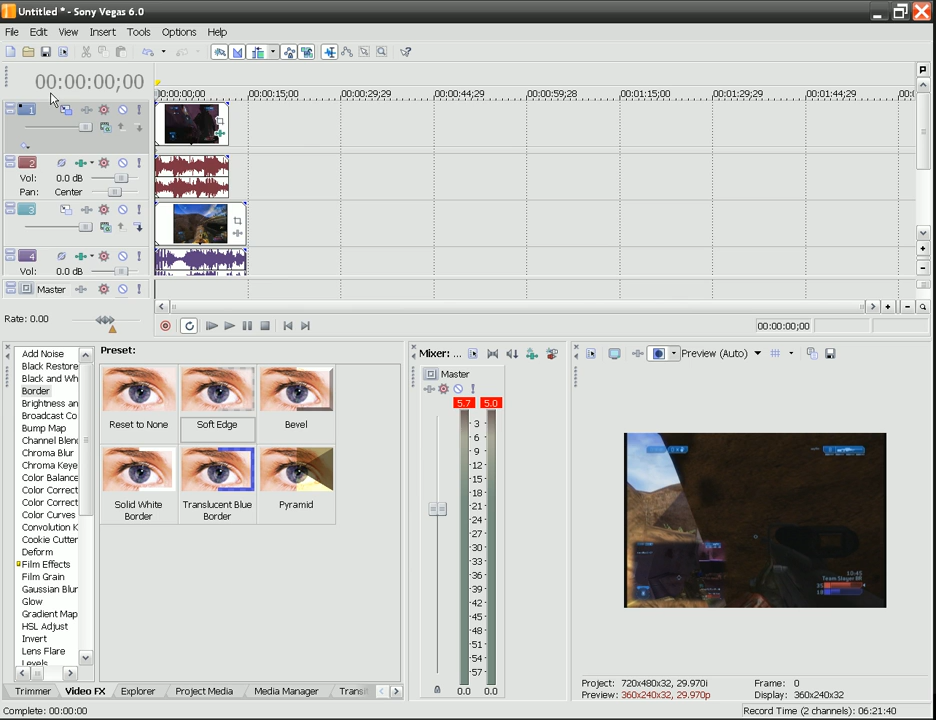 Untitled * - Sony Vegas 6.0
File Edit View Insert Tools Options Help
00:00:00;00
00:00:00;00 00:00:15;00 00:00:29;29 00:00:44;29 00:00:59;28 00:01:15;00 00:01:29;29 00:01:44;29 00:0
1
2
Vol: 0.0 dB
Pan: Center
3
4
Vol: 0.0 dB
Master
Rate: 0.00
00:00:00;00
Add Noise
Black Restore
Black and Wh
Border
Brightness an
Broadcast Co
Bump Map
Channel Blend
Chroma Blur
Chroma Keye
Color Balance
Color Correct
Color Correct
Color Curves
Convolution K
Cookie Cutter
Deform
Film Effects
Film Grain
Gaussian Blur
Glow
Gradient Map
HSL Adjust
Invert
Lens Flare
Levels
Preset:
Reset to None
Soft Edge
Bevel
Solid White Border
Translucent Blue Border
Pyramid
Trimmer Video FX Explorer Project Media Media Manager Transit
Mixer: ...
Master
5.7 5.0
3
6
9
12
15
18
21
24
27
30
33
36
39
42
45
48
51
54
57
0.0 0.0
Preview (Auto)
10:45
Team Slayer BR
Project: 720x480x32, 29.970i
Preview: 360x240x32, 29.970p
Frame: 0
Display: 360x240x32
Complete: 00:00:00
Record Time (2 channels): 06:21:40